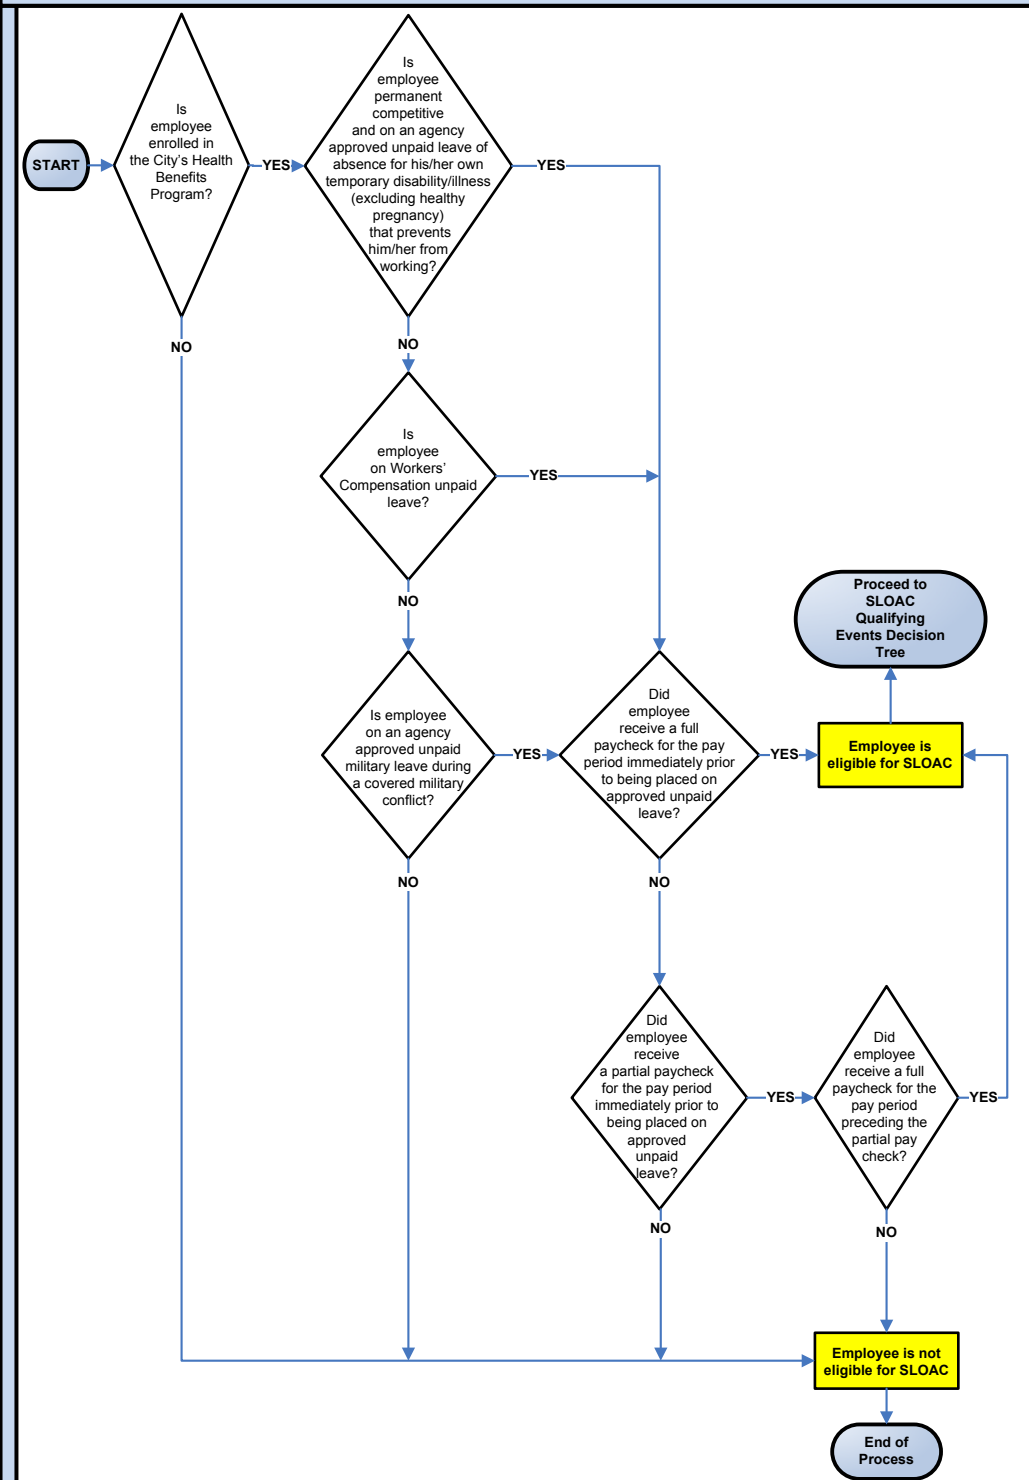 START
Is
employee
enrolled in
the City's Health
Benefits
Program?
YES
Is
employee
permanent
competitive
and on an agency
approved unpaid leave of
absence for his/her own
temporary disability/illness
(excluding healthy
pregnancy)
that prevents
him/her from
working?
YES
NO
NO
Is
employee
on Workers'
Compensation unpaid
leave?
YES
NO
Proceed to
SLOAC
Qualifying
Events Decision
Tree
Is employee
on an agency
approved unpaid
military leave during
a covered military
conflict?
YES
Did
employee
receive a full
paycheck for the pay
period immediately prior
to being placed on
approved unpaid
leave?
YES
Employee is
eligible for SLOAC
NO
NO
Did
employee
receive
a partial paycheck
for the pay period
immediately prior to
being placed on
approved
unpaid
leave?
YES
Did
employee
receive a full
paycheck for the
pay period
preceding the
partial pay
check?
YES
NO
NO
Employee is not
eligible for SLOAC
End of
Process